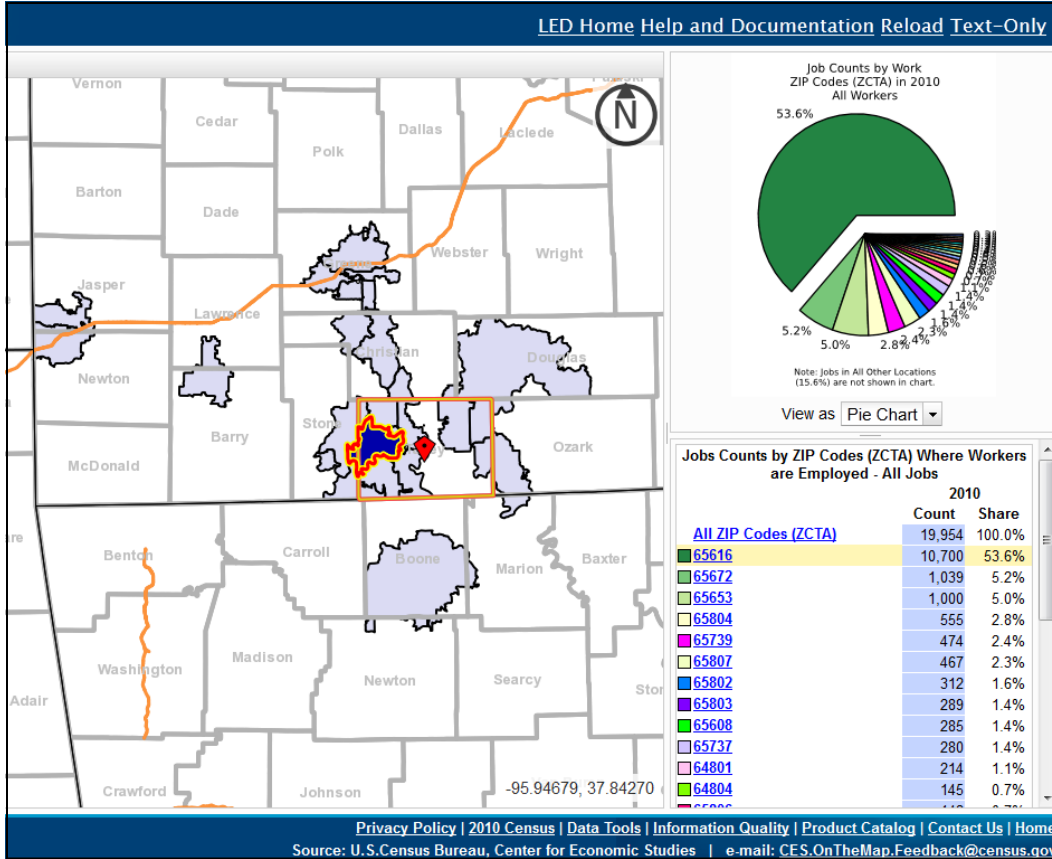 LED Home Help and Documentation Reload Text-Only
Vernon
Cedar
Dallas
Laclede
Polk
N
Barton
Dade
Webster
Wright
Greene
Jasper
Lawrence
Christian
Douglas
Newton
Stone
Barry
Ozark
McDonald
Benton
Carroll
Boone
Marion
Baxter
Madison
Washington
Newton
Searcy
Adair
Crawford
Johnson
-95.94679, 37.84270
Job Counts by Work
ZIP Codes (ZCTA) in 2010
All Workers
53.6%
5.2%
5.0%
2.8%
2.4%
2.3%
1.6%
1.4%
1.4%
1.4%
1.1%
Note: Jobs in All Other Locations
(15.6%) are not shown in chart.
View as Pie Chart
Jobs Counts by ZIP Codes (ZCTA) Where Workers
are Employed - All Jobs
2010
Count Share
All ZIP Codes (ZCTA) 19,954 100.0%
65616 10,700 53.6%
65672 1,039 5.2%
65653 1,000 5.0%
65804 555 2.8%
65739 474 2.4%
65807 467 2.3%
65802 312 1.6%
65803 289 1.4%
65608 285 1.4%
65737 280 1.4%
64801 214 1.1%
64804 145 0.7%
Privacy Policy | 2010 Census | Data Tools | Information Quality | Product Catalog | Contact Us | Home
Source: U.S.Census Bureau, Center for Economic Studies | e-mail: CES.OnTheMap.Feedback@census.gov